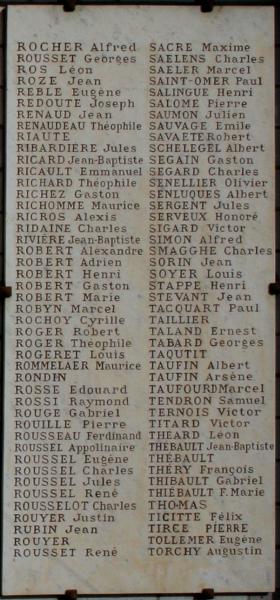 ROCHER Alfred
ROUSSET Georges
ROS Léon
ROZE Jean
REBLE Eugène
REDOUTE Joseph
RENAUD Jean
RENAUDEAU Théophile
RIAUTE
RIBARDIÈRE Jules
RICARD Jean-Baptiste
RICAULT Emmanuel
RICHARD Théophile
RICHEZ Gaston
RICHOMME Maurice
RICROS Alexis
RIDAINE Charles
RIVIÈRE Jean-Baptiste
ROBERT Alexandre
ROBERT Adrien
ROBERT Henri
ROBERT Gaston
ROBERT Marie
ROBYN Marcel
ROCHOY Cyrille
ROGER Robert
ROGER Théophile
ROGERET Louis
ROMMELAER Maurice
RONDIN
ROSSE Edouard
ROSSI Raymond
ROUGE Gabriel
ROUILLE Pierre
ROUSSEAU Ferdinand
ROUSSEL Appolinaire
ROUSSEL Eugène
ROUSSEL Charles
ROUSSEL Jules
ROUSSEL René
ROUSSELOT Charles
ROUYER Justin
RUBIN Jean
ROUYER
ROUSSET René
SACRE Maxime
SAELENS Charles
SAELER Marcel
SAINT-OMER Paul
SALINGUE Henri
SALOME Pierre
SAUMON Julien
SAUVAGE Emile
SAVAETE Robert
SCHELEGEL Albert
SEGAIN Gaston
SEGARD Charles
SENELLIER Olivier
SENLUQUES Albert
SERGENT Jules
SERVEUX Honoré
SIGARD Victor
SIMON Alfred
SMAGGHE Charles
SORIN Jean
SOYER Louis
STAPPE Henri
STEVANT Jean
TACQUART Paul
TAILLIER
TALAND Ernest
TABARD Georges
TAQUTIT
TAUFIN Albert
TAUFIN Arsène
TAUFOURD Marcel
TENDRON Samuel
TERNOIS Victor
TITARD Victor
THÉARD Léon
THEBAULT Jean-Baptiste
THEBAULT
THÉRY François
THIBAULT Gabriel
THIÉBAULT F. Marie
THOMAS
TICITTE Félix
TIRCE PIERRE
TOLLEMER Eugène
TORCHY Augustin